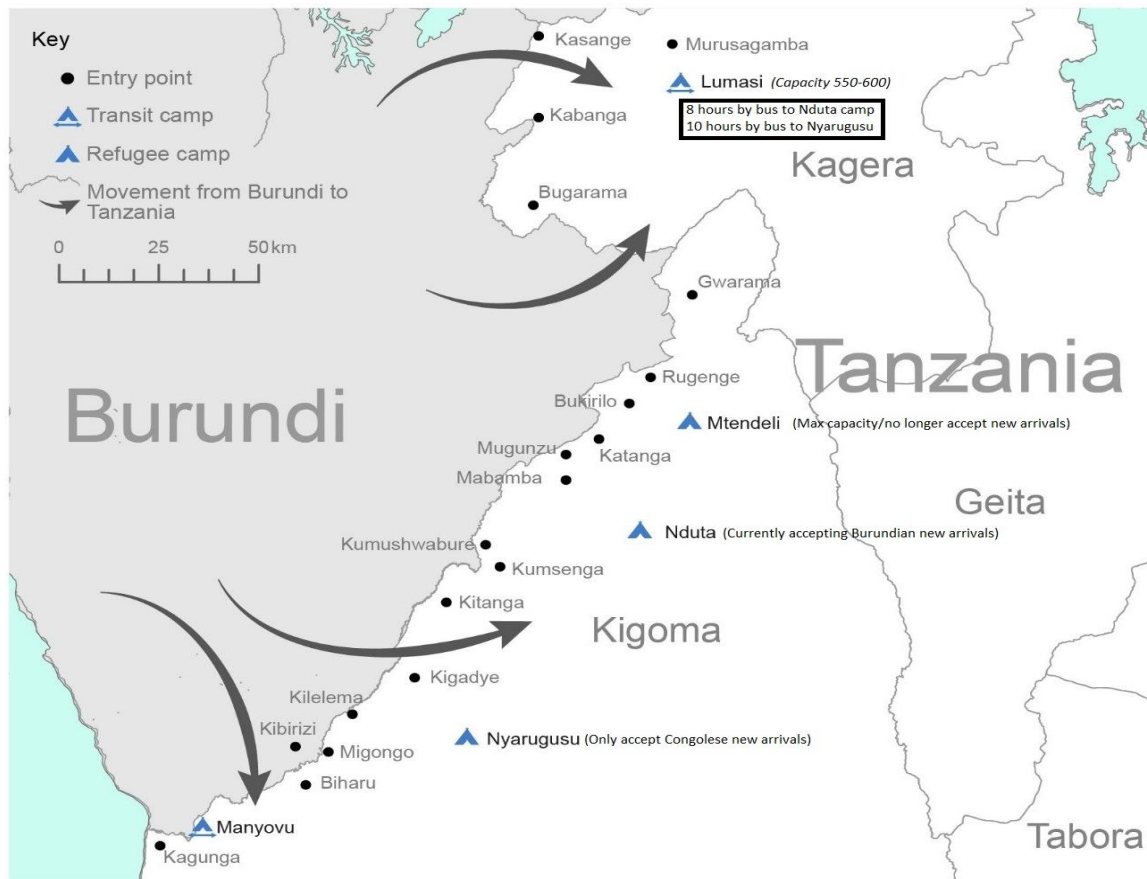 Key
Entry point
Transit camp
Refugee camp
Movement from Burundi to
Tanzania
0 25 50 km
Kasange
Murusagamba
Lumasi (Capacity 550-600)
8 hours by bus to Nduta camp
10 hours by bus to Nyarugusu
Kabanga
Kagera
Bugarama
Gwarama
Tanzania
Rugenge
Burundi
Bukirilo
Mtendeli (Max capacity/no longer accept new arrivals)
Katanga
Mugunzu
Mabamba
Geita
Nduta (Currently accepting Burundian new arrivals)
Kumushwabure
Kumsenga
Kitanga
Kigoma
Kigadye
Kilelema
Kibirizi
Nyarugusu (Only accept Congolese new arrivals)
Migongo
Biharu
Manyovu
Tabora
Kagunga